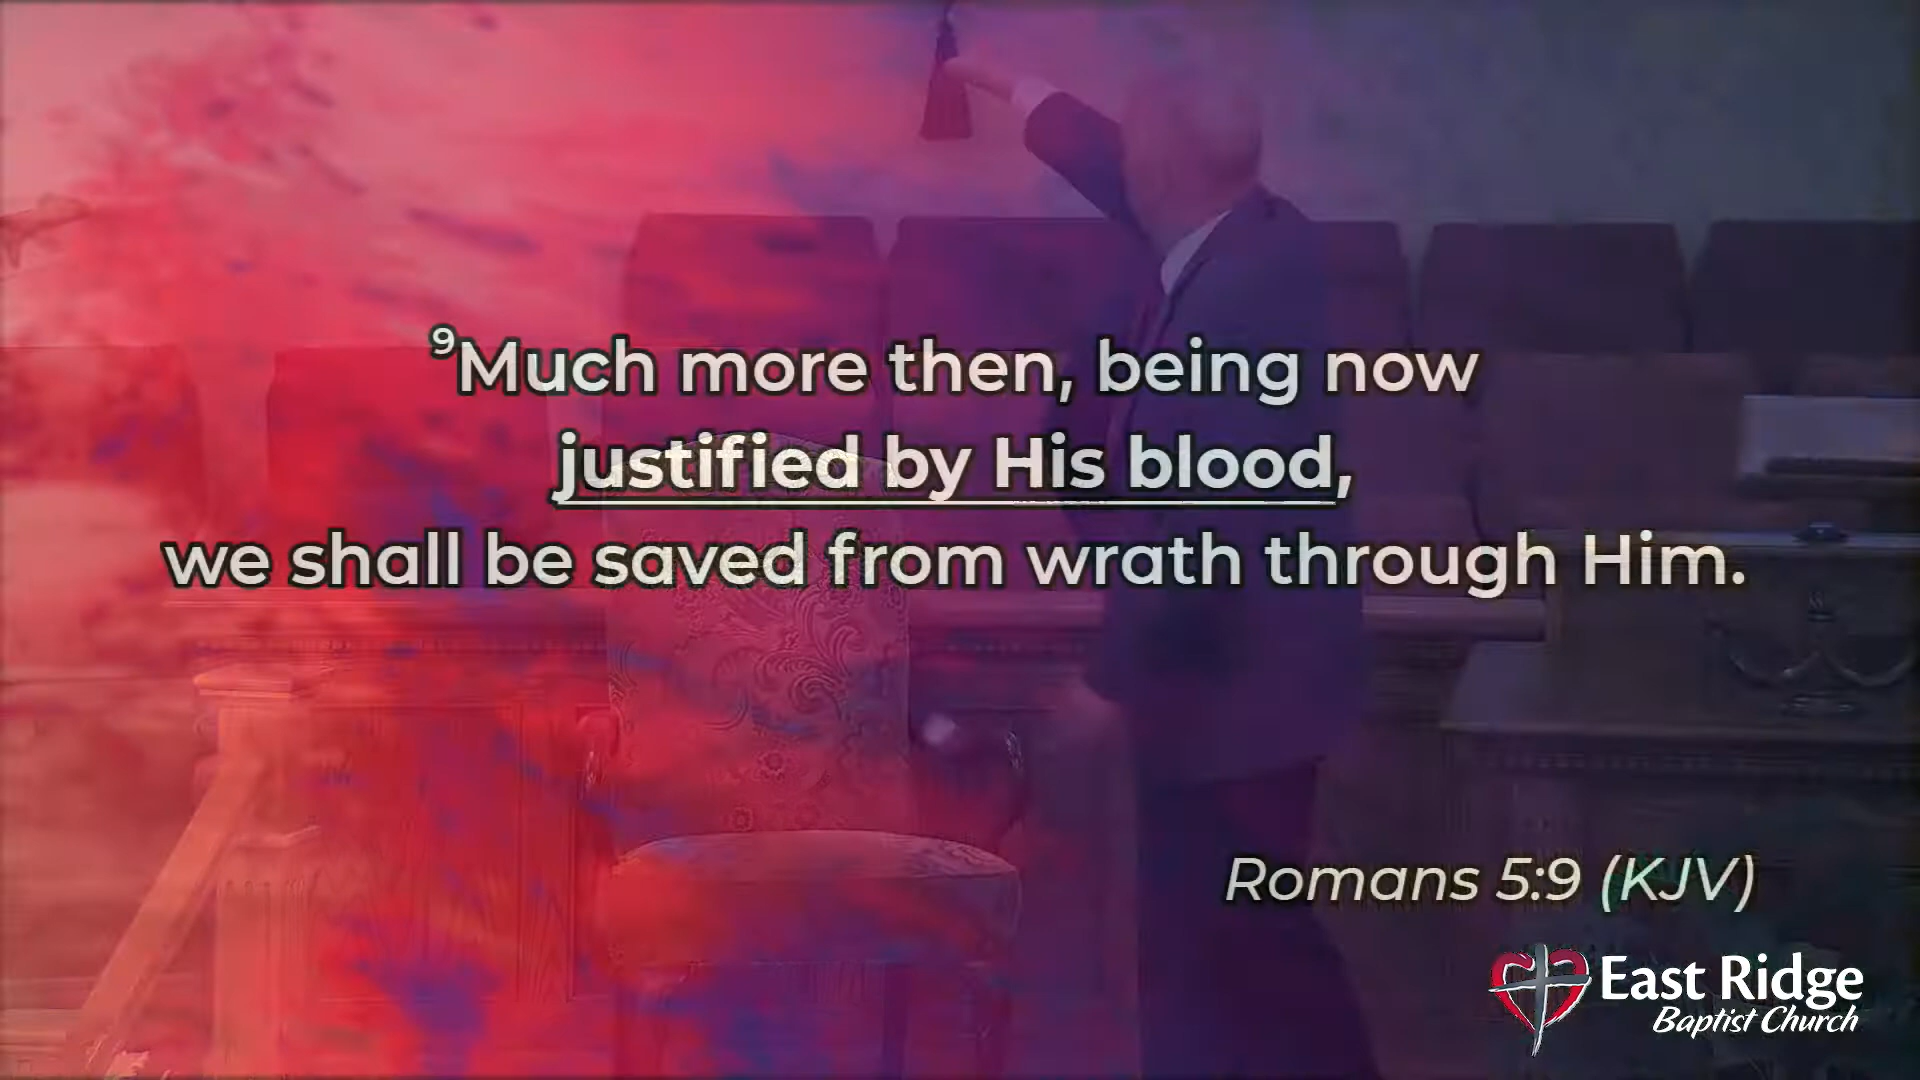 ⁹Much more then, being now
justified by His blood,
we shall be saved from wrath through Him.
Romans 5:9 (KJV)
East Ridge
Baptist Church